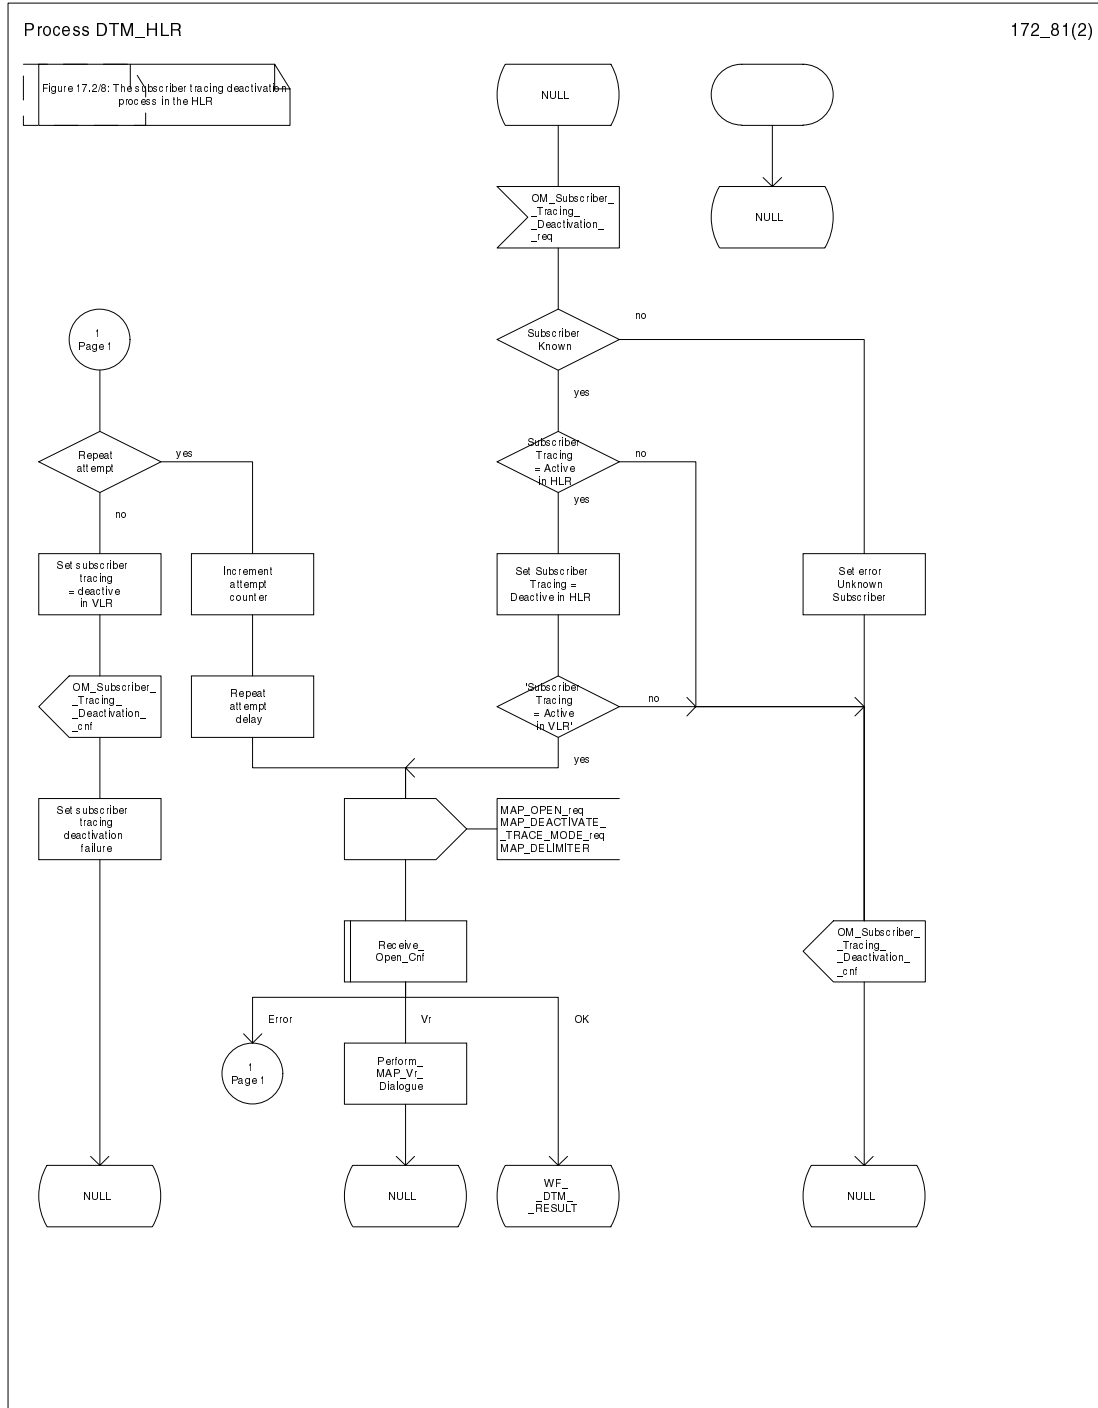 Process DTM_HLR
172_81(2)
Figure 17.2/8: The subscriber tracing deactivation
process in the HLR
NULL
OM_Subscriber_
_Tracing_
_Deactivation_
_req
NULL
1
Page 1
Subscriber
Known
no
yes
Repeat
attempt
yes
no
Subscriber
Tracing
= Active
in HLR
no
yes
Set subscriber
tracing
= deactive
in VLR
Increment
attempt
counter
Set Subscriber
Tracing =
Deactive in HLR
Set error
Unknown
Subscriber
OM_Subscriber_
_Tracing_
_Deactivation_
_cnf
Repeat
attempt
delay
'Subscriber
Tracing
= Active
in VLR'
no
yes
Set subscriber
tracing
deactivation
failure
MAP_OPEN_req
MAP_DEACTIVATE_
_TRACE_MODE_req
MAP_DELIMITER
Receive_
Open_Cnf
OM_Subscriber_
_Tracing_
_Deactivation_
_cnf
Error
Vr
OK
1
Page 1
Perform_
MAP_Vr_
Dialogue
NULL
NULL
WF_
_DTM_
_RESULT
NULL